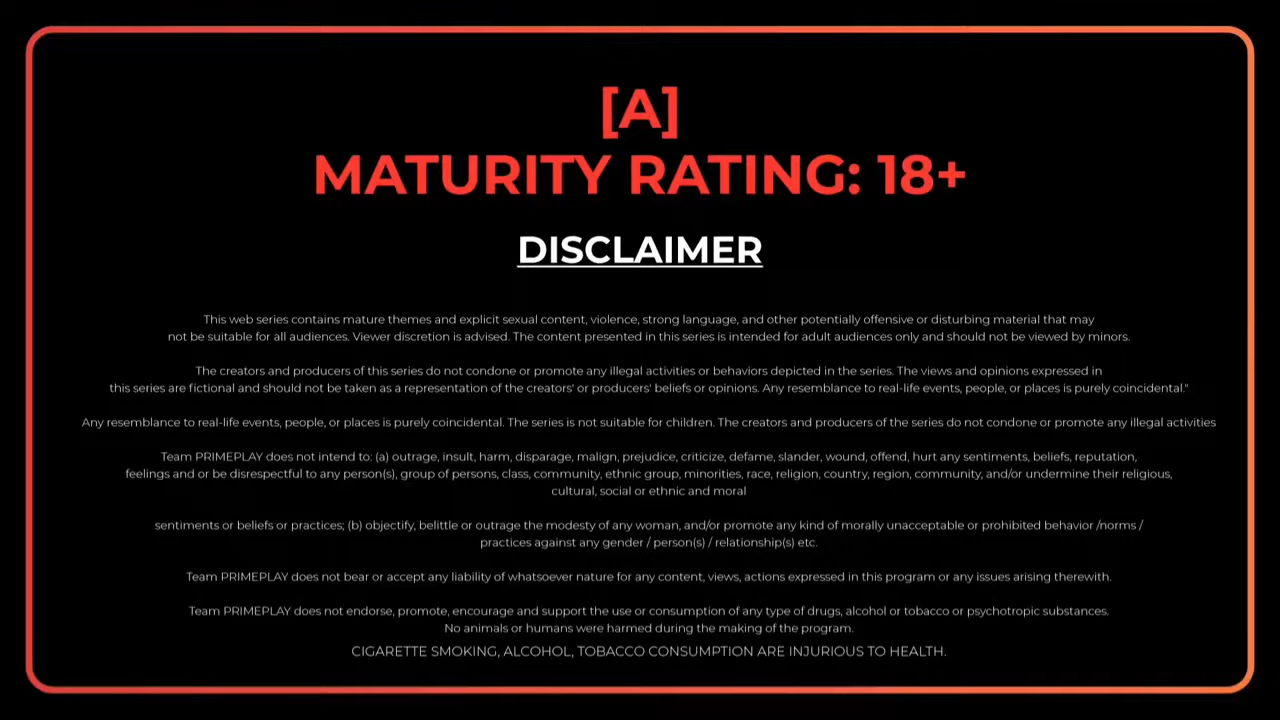 [A]
MATURITY RATING: 18+
DISCLAIMER
This web series contains mature themes and explicit sexual content, violence, strong language, and other potentially offensive or disturbing material that may
not be suitable for all audiences. Viewer discretion is advised. The content presented in this series is intended for adult audiences only and should not be viewed by minors.
The creators and producers of this series do not condone or promote any illegal activities or behaviors depicted in the series. The views and opinions expressed in
this series are fictional and should not be taken as a representation of the creators' or producers' beliefs or opinions. Any resemblance to real-life events, people, or places is purely coincidental."
Any resemblance to real-life events, people, or places is purely coincidental. The series is not suitable for children. The creators and producers of the series do not condone or promote any illegal activities
Team PRIMEPLAY does not intend to: (a) outrage, insult, harm, disparage, malign, prejudice, criticize, defame, slander, wound, offend, hurt any sentiments, beliefs, reputation,
feelings and or be disrespectful to any person(s), group of persons, class, community, ethnic group, minorities, race, religion, country, region, community, and/or undermine their religious,
cultural, social or ethnic and moral
sentiments or beliefs or practices; (b) objectify, belittle or outrage the modesty of any woman, and/or promote any kind of morally unacceptable or prohibited behavior /norms /
practices against any gender / person(s) / relationship(s) etc.
Team PRIMEPLAY does not bear or accept any liability of whatsoever nature for any content, views, actions expressed in this program or any issues arising therewith.
Team PRIMEPLAY does not endorse, promote, encourage and support the use or consumption of any type of drugs, alcohol or tobacco or psychotropic substances.
No animals or humans were harmed during the making of the program.
CIGARETTE SMOKING, ALCOHOL, TOBACCO CONSUMPTION ARE INJURIOUS TO HEALTH.